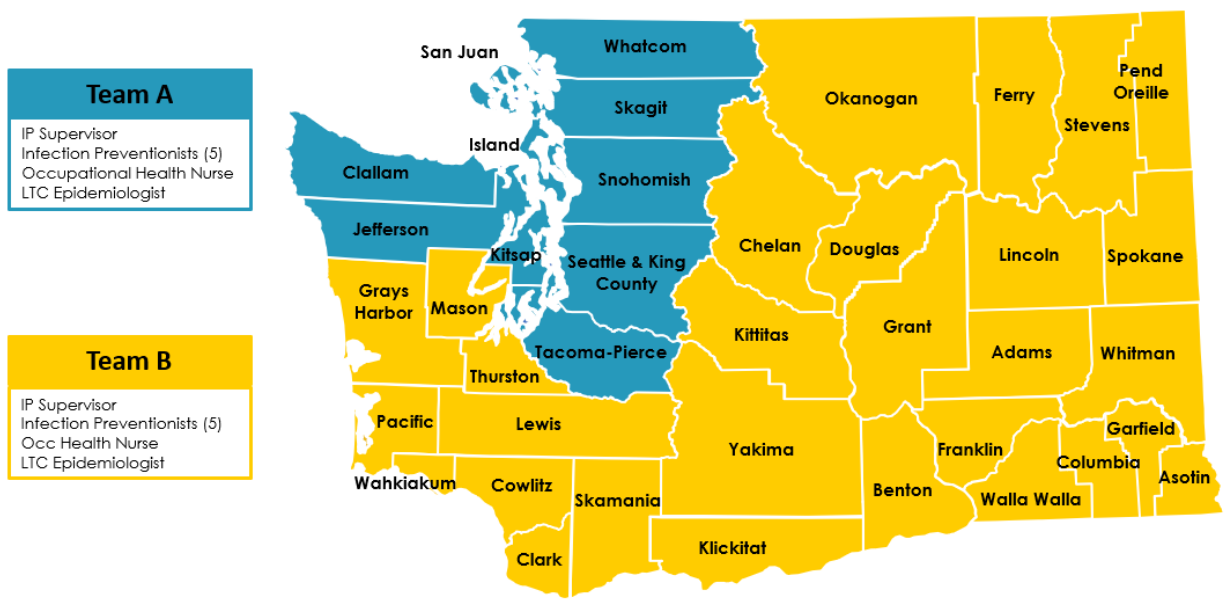 Team A
IP Supervisor
Infection Preventionists (5)
Occupational Health Nurse
LTC Epidemiologist
Team B
IP Supervisor
Infection Preventionists (5)
Occ Health Nurse
LTC Epidemiologist
San Juan
Whatcom
Skagit
Island
Snohomish
Clallam
Jefferson
Kitsap
Seattle & King
County
Grays
Harbor
Mason
Tacoma-Pierce
Thurston
Pacific
Lewis
Wahkiakum
Cowlitz
Skamania
Clark
Okanogan
Ferry
Stevens
Pend
Oreille
Chelan
Douglas
Lincoln
Spokane
Kittitas
Grant
Adams
Whitman
Yakima
Klickitat
Benton
Franklin
Walla Walla
Columbia
Garfield
Asotin